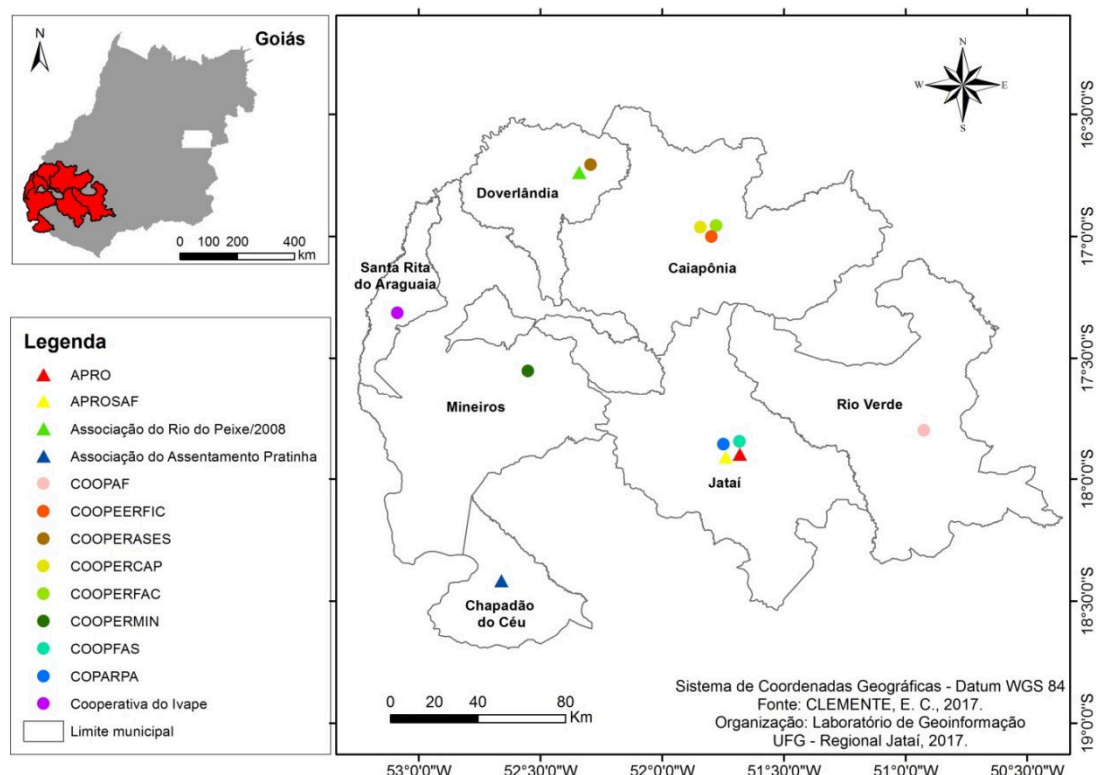 Goiás
N
0 100 200 400
km
Legenda
APRO
APROSAF
Associação do Rio do Peixe/2008
Associação do Assentamento Pratinha
COOPAF
COOPEERFIC
COOPERASES
COOPERCAP
COOPERFAC
COOPERMIN
COOPFAS
COPARPA
Cooperativa do Ivape
Limite municipal
N
W E
S
Doverlândia
Caiapônia
Santa Rita
do Araguaia
Mineiros
Rio Verde
Jataí
Chapadão
do Céu
0 20 40 80
Km
Sistema de Coordenadas Geográficas - Datum WGS 84
Fonte: CLEMENTE, E. C., 2017.
Organização: Laboratório de Geoinformação
UFG - Regional Jataí, 2017.
16°30'0"S
17°0'0"S
17°30'0"S
18°0'0"S
18°30'0"S
19°0'0"S
53°0'0"W 52°30'0"W 52°0'0"W 51°30'0"W 51°0'0"W 50°30'0"W